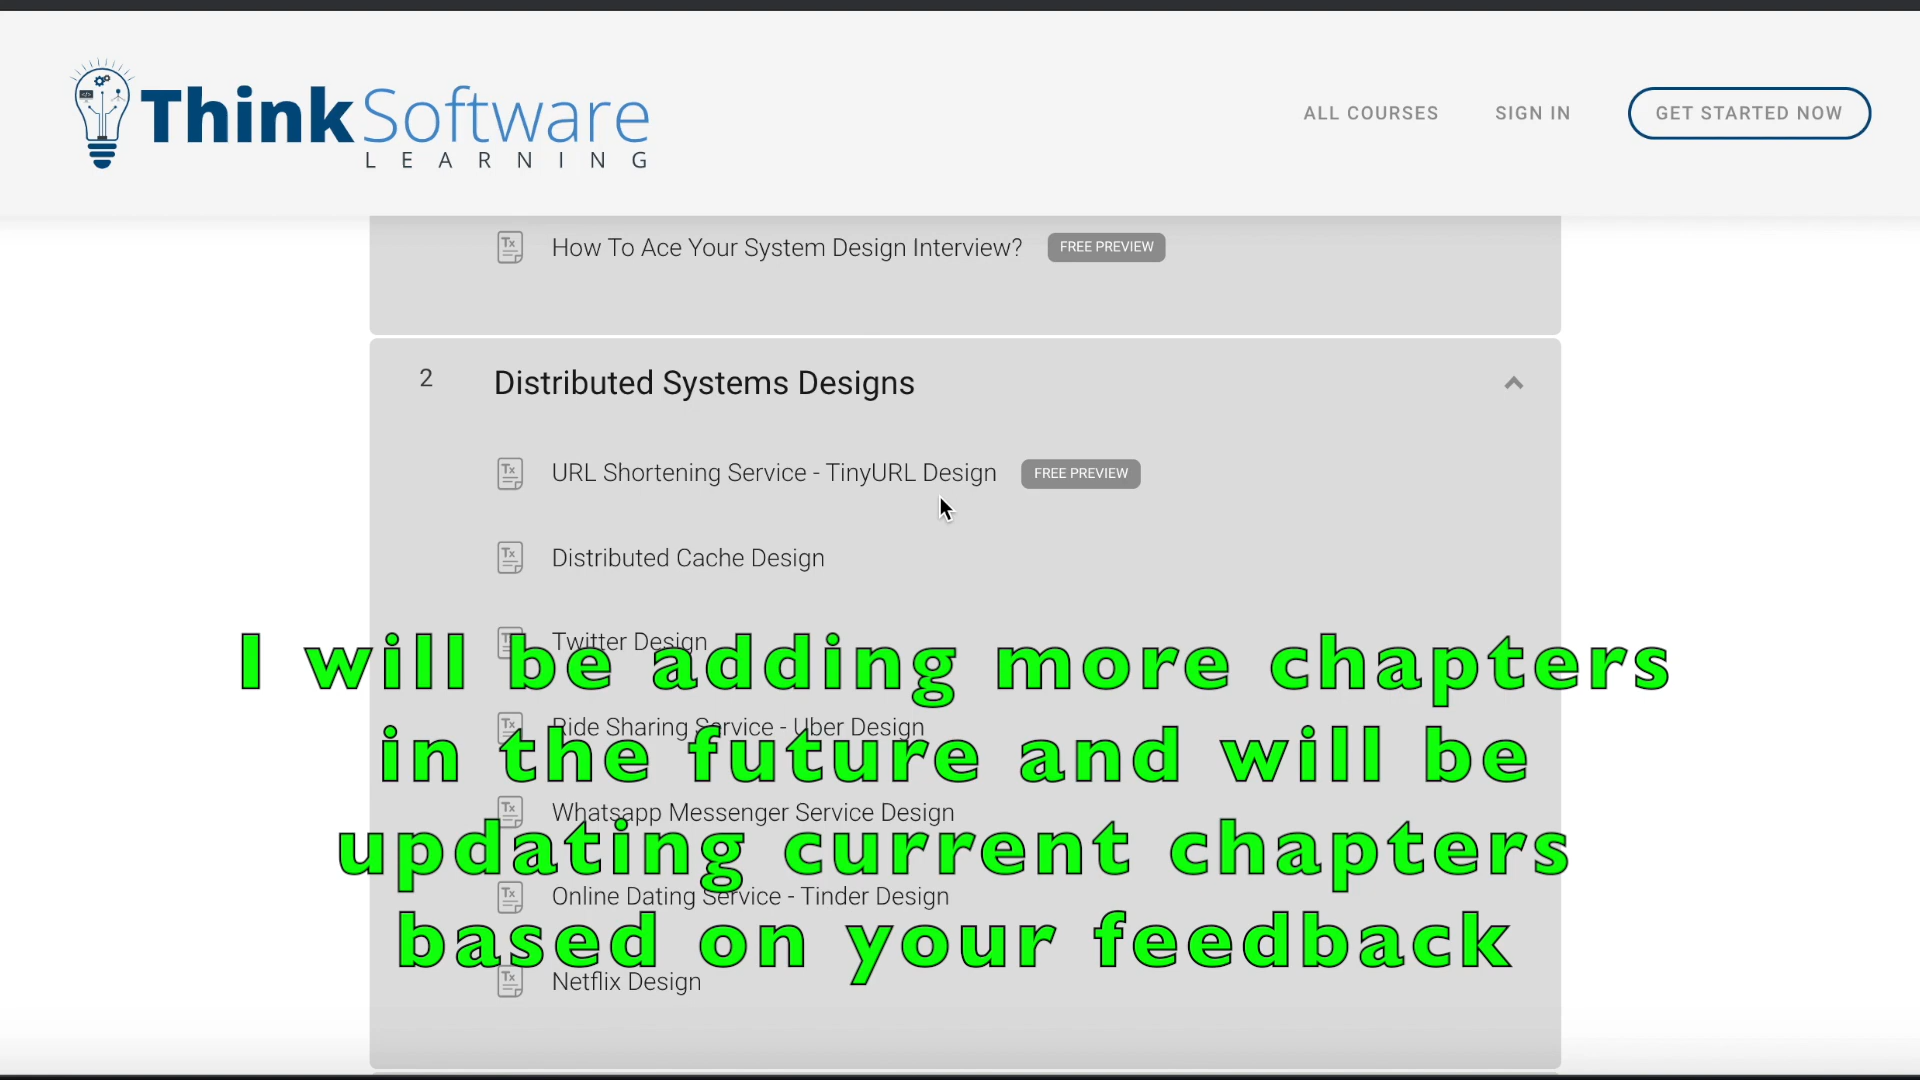 ThinkSoftware
LEARNING
ALL COURSES
SIGN IN
GET STARTED NOW
How To Ace Your System Design Interview? FREE PREVIEW
2 Distributed Systems Designs
URL Shortening Service - TinyURL Design FREE PREVIEW
Distributed Cache Design
Twitter Design
Ride Sharing Service - Uber Design
Whatsapp Messenger Service Design
Online Dating Service - Tinder Design
Netflix Design
I will be adding more chapters
in the future and will be
updating current chapters
based on your feedback